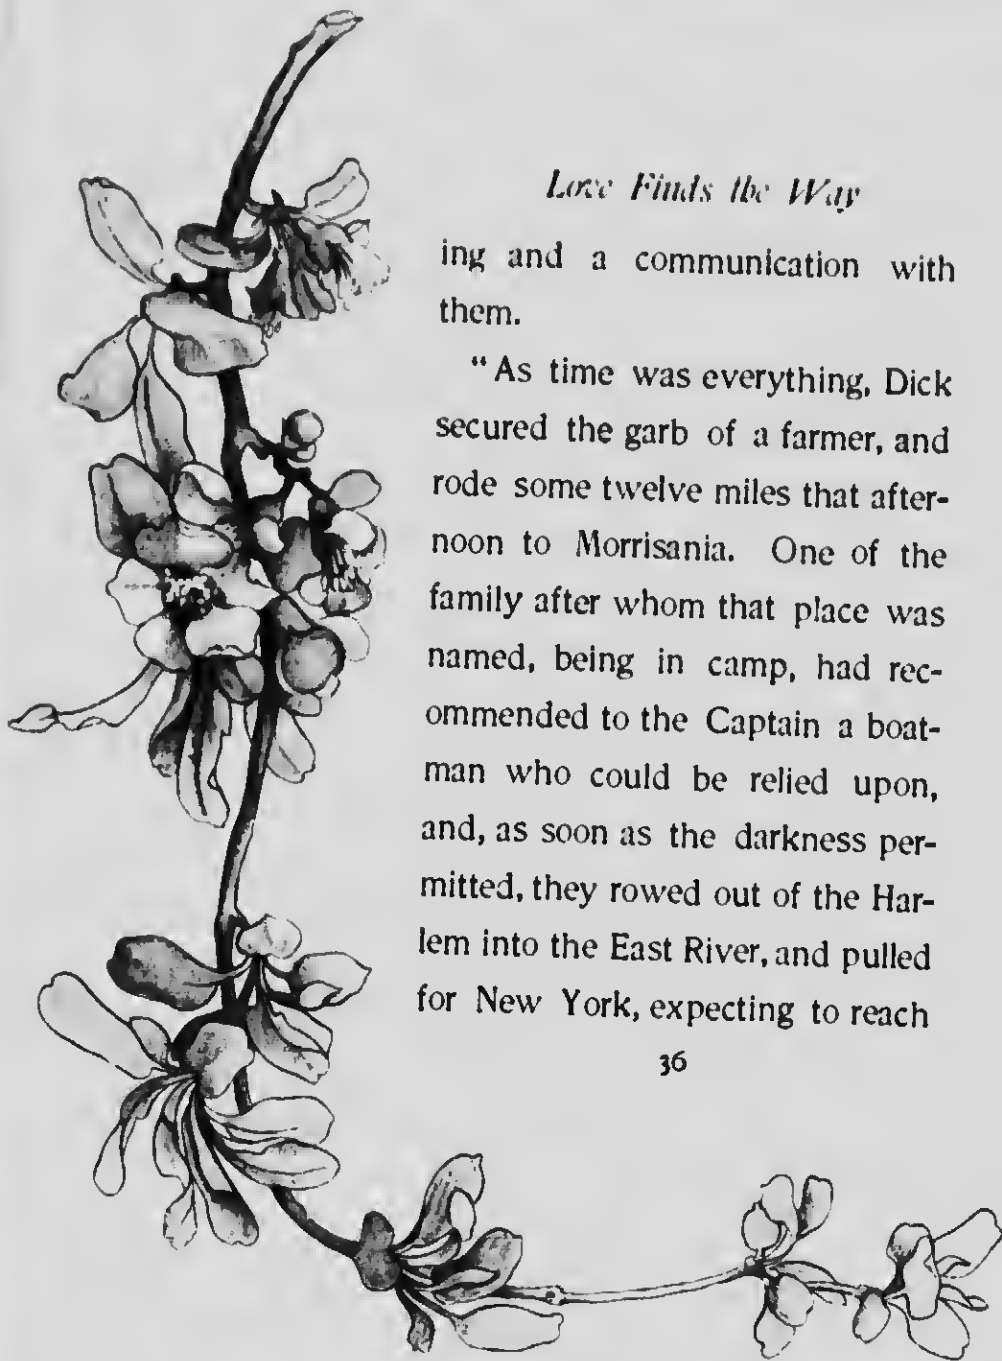 Love Finds the Way
ing and a communication with
them.
"As time was everything, Dick
secured the garb of a farmer, and
rode some twelve miles that after-
noon to Morrisania. One of the
family after whom that place was
named, being in camp, had rec-
ommended to the Captain a boat-
man who could be relied upon,
and, as soon as the darkness per-
mitted, they rowed out of the Har-
lem into the East River, and pulled
for New York, expecting to reach
36